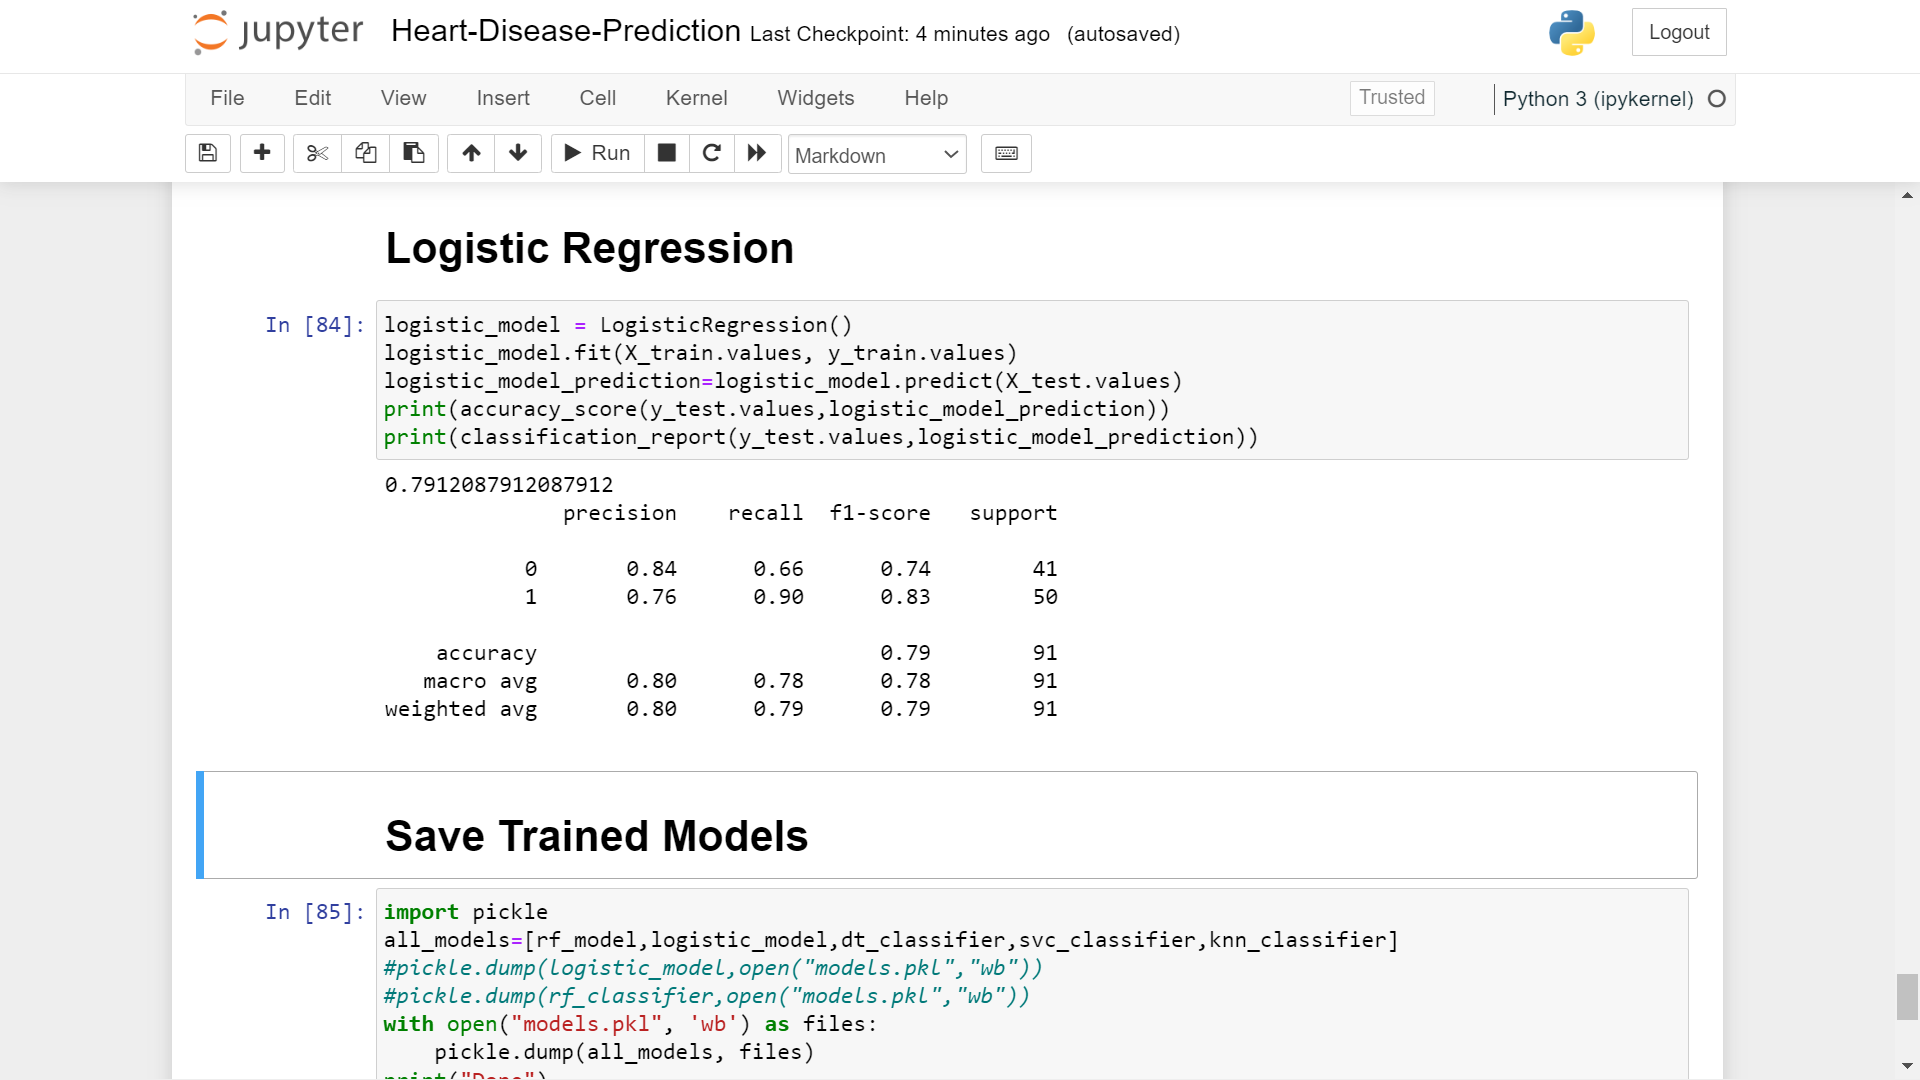 jupyter Heart-Disease-Prediction Last Checkpoint: 4 minutes ago (autosaved) Logout
File Edit View Insert Cell Kernel Widgets Help Trusted Python 3 (ipykernel)
Run Markdown
Logistic Regression
In [84]: logistic_model = LogisticRegression()
logistic_model.fit(X_train.values, y_train.values)
logistic_model_prediction=logistic_model.predict(X_test.values)
print(accuracy_score(y_test.values,logistic_model_prediction))
print(classification_report(y_test.values,logistic_model_prediction))
0.7912087912087912
precision recall f1-score support
0 0.84 0.66 0.74 41
1 0.76 0.90 0.83 50
accuracy 0.79 91
macro avg 0.80 0.78 0.78 91
weighted avg 0.80 0.79 0.79 91
Save Trained Models
In [85]: import pickle
all_models=[rf_model,logistic_model,dt_classifier,svc_classifier,knn_classifier]
#pickle.dump(logistic_model,open("models.pkl","wb"))
#pickle.dump(rf_classifier,open("models.pkl","wb"))
with open("models.pkl", 'wb') as files:
    pickle.dump(all_models, files)
print("Done")